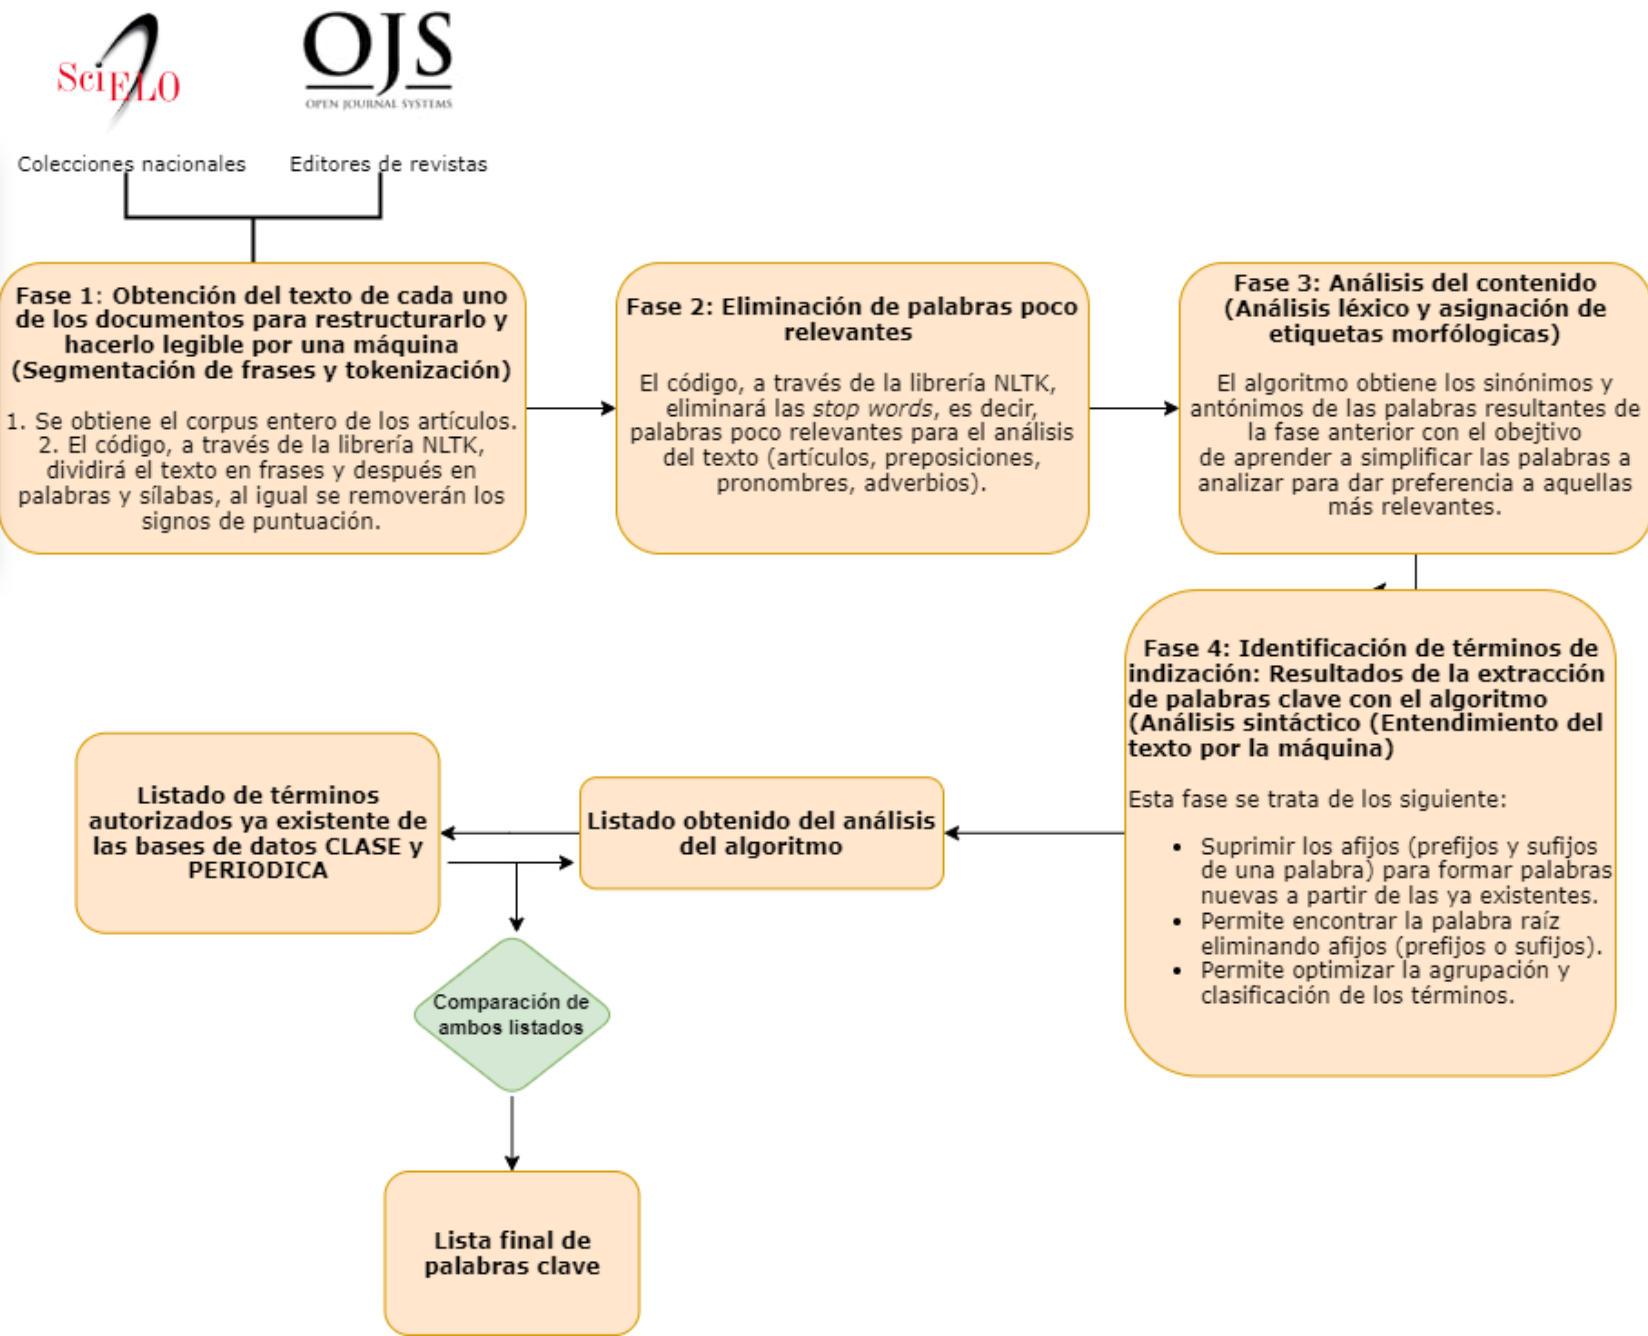 SciELO
OJS
OPEN JOURNAL SYSTEMS
Colecciones nacionales
Editores de revistas
Fase 1: Obtención del texto de cada uno
de los documentos para restructurarlo y
hacerlo legible por una máquina
(Segmentación de frases y tokenización)
1. Se obtiene el corpus entero de los artículos.
2. El código, a través de la librería NLTK,
dividirá el texto en frases y después en
palabras y sílabas, al igual se removerán los
signos de puntuación.
Fase 2: Eliminación de palabras poco
relevantes
El código, a través de la librería NLTK,
eliminará las stop words, es decir,
palabras poco relevantes para el análisis
del texto (artículos, preposiciones,
pronombres, adverbios).
Fase 3: Análisis del contenido
(Análisis léxico y asignación de
etiquetas morfólogicas)
El algoritmo obtiene los sinónimos y
antónimos de las palabras resultantes de
la fase anterior con el obejtivo
de aprender a simplificar las palabras a
analizar para dar preferencia a aquellas
más relevantes.
Fase 4: Identificación de términos de
indización: Resultados de la extracción
de palabras clave con el algoritmo
(Análisis sintáctico (Entendimiento del
texto por la máquina)
Esta fase se trata de los siguiente:
• Suprimir los afijos (prefijos y sufijos
de una palabra) para formar palabras
nuevas a partir de las ya existentes.
• Permite encontrar la palabra raíz
eliminando afijos (prefijos o sufijos).
• Permite optimizar la agrupación y
clasificación de los términos.
Listado obtenido del análisis
del algoritmo
Listado de términos
autorizados ya existente de
las bases de datos CLASE y
PERIODICA
Comparación de
ambos listados
Lista final de
palabras clave